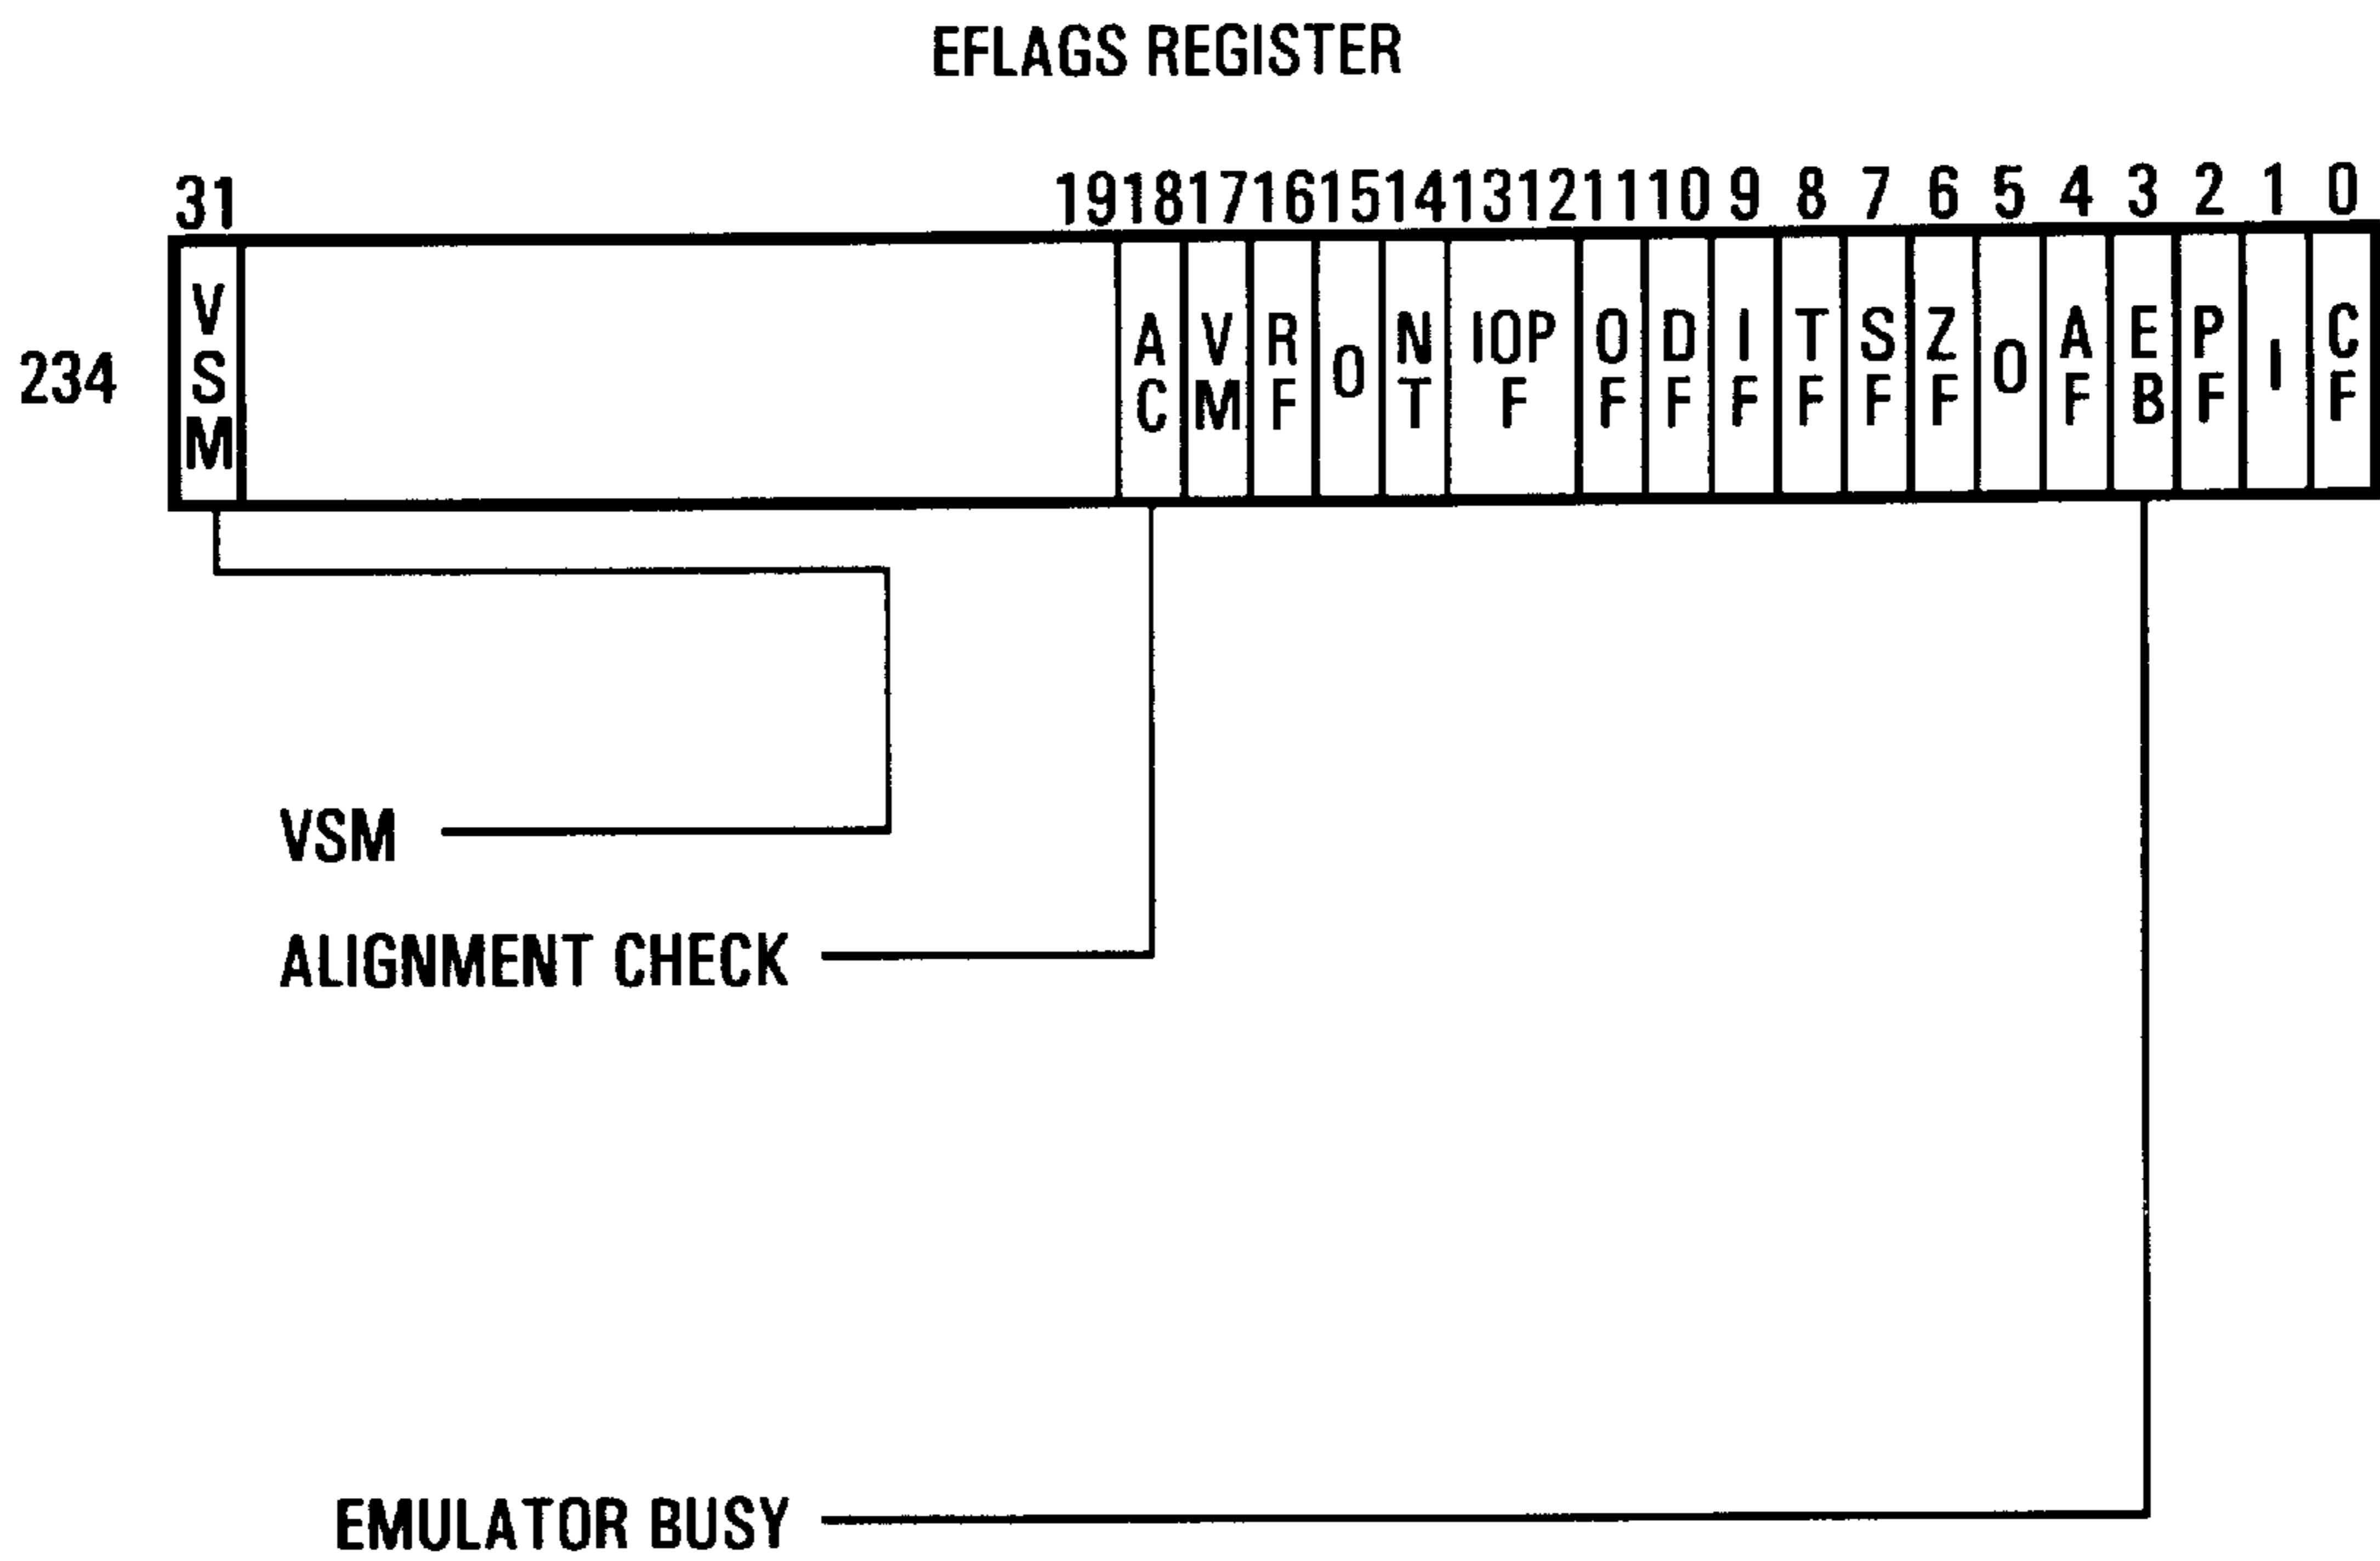 EFLAGS REGISTER
31 19 18 17 16 15 14 13 12 11 10 9 8 7 6 5 4 3 2 1 0
234 VSM AC VM RF 0 NT IOPF OF DF IF TF SF ZF 0 AF EB PF 1 CF
VSM
ALIGNMENT CHECK
EMULATOR BUSY